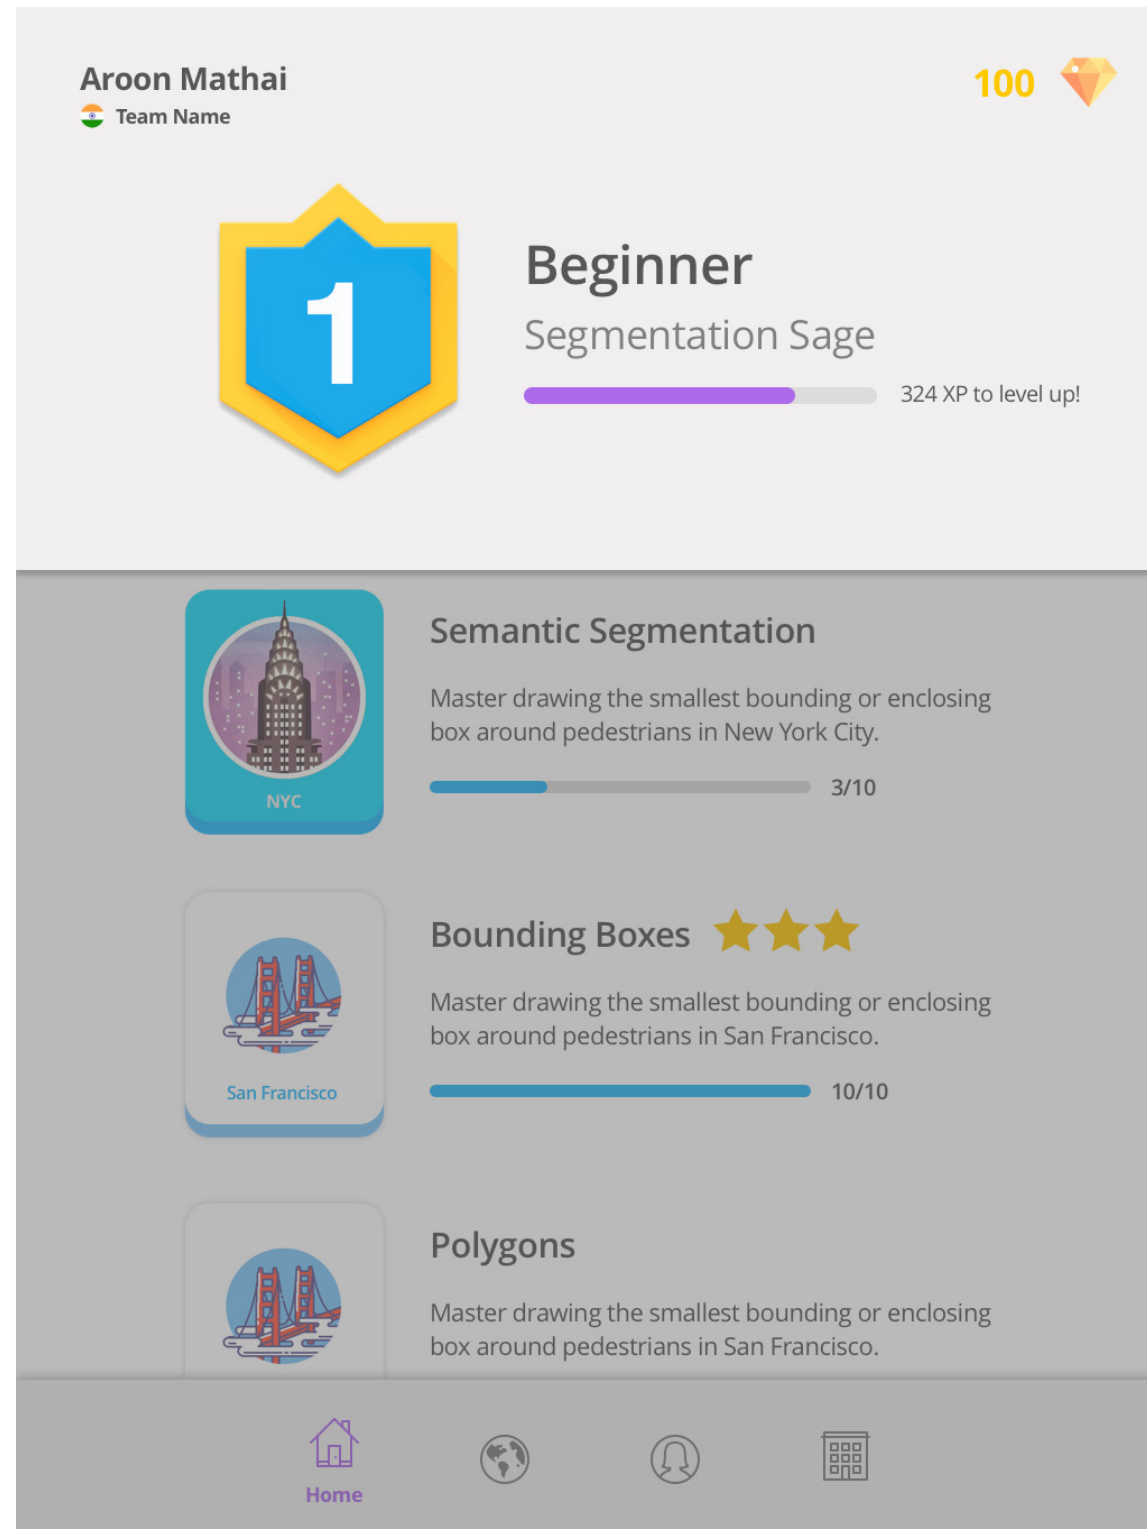 Aroon Mathai
100
Team Name
1
Beginner
Segmentation Sage
324 XP to level up!
Semantic Segmentation
Master drawing the smallest bounding or enclosing
box around pedestrians in New York City.
NYC
3/10
Bounding Boxes
Master drawing the smallest bounding or enclosing
box around pedestrians in San Francisco.
San Francisco
10/10
Polygons
Master drawing the smallest bounding or enclosing
box around pedestrians in San Francisco.
Home